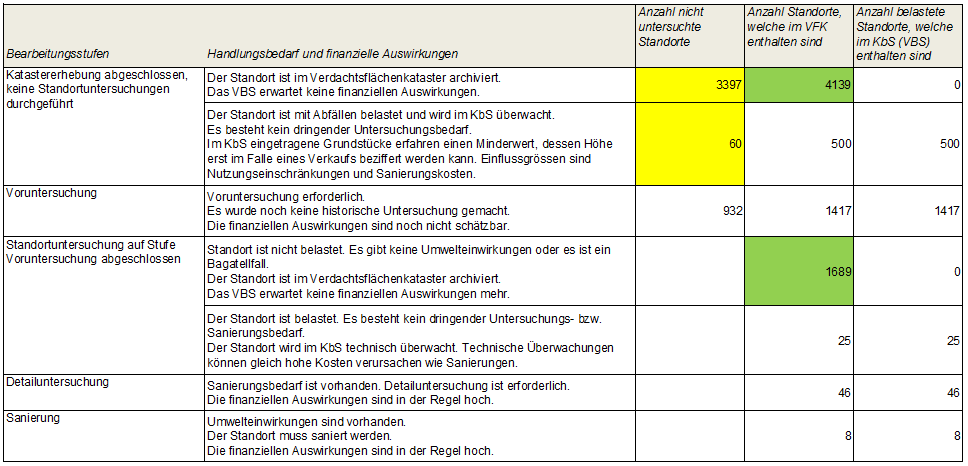 Bearbeitungsstufen
Handlungsbedarf und finanzielle Auswirkungen
Anzahl nicht
untersuchte
Standorte
Anzahl Standorte,
welche im VFK
enthalten sind
Anzahl belastete
Standorte, welche
im KbS (VBS)
enthalten sind
Katastererhebung abgeschlossen,
keine Standortuntersuchungen
durchgeführt
Der Standort ist im Verdachtsflächenkataster archiviert.
Das VBS erwartet keine finanziellen Auswirkungen.
3397
4139
0
Der Standort ist mit Abfällen belastet und wird im KbS überwacht.
Es besteht kein dringender Untersuchungsbedarf.
Im KbS eingetragene Grundstücke erfahren einen Minderwert, dessen Höhe
erst im Falle eines Verkaufs beziffert werden kann. Einflussgrössen sind
Nutzungseinschränkungen und Sanierungskosten.
60
500
500
Voruntersuchung
Voruntersuchung erforderlich.
Es wurde noch keine historische Untersuchung gemacht.
Die finanziellen Auswirkungen sind noch nicht schätzbar.
932
1417
1417
Standortuntersuchung auf Stufe
Voruntersuchung abgeschlossen
Standort ist nicht belastet. Es gibt keine Umwelteinwirkungen oder es ist ein
Bagatellfall.
Der Standort ist im Verdachtsflächenkataster archiviert.
Das VBS erwartet keine finanziellen Auswirkungen mehr.
1689
0
Der Standort ist belastet. Es besteht kein dringender Untersuchungs- bzw.
Sanierungsbedarf.
Der Standort wird im KbS technisch überwacht. Technische Überwachungen
können gleich hohe Kosten verursachen wie Sanierungen.
25
25
Detailuntersuchung
Sanierungsbedarf ist vorhanden. Detailuntersuchung ist erforderlich.
Die finanziellen Auswirkungen sind in der Regel hoch.
46
46
Sanierung
Umwelteinwirkungen sind vorhanden.
Der Standort muss saniert werden.
Die finanziellen Auswirkungen sind in der Regel hoch.
8
8